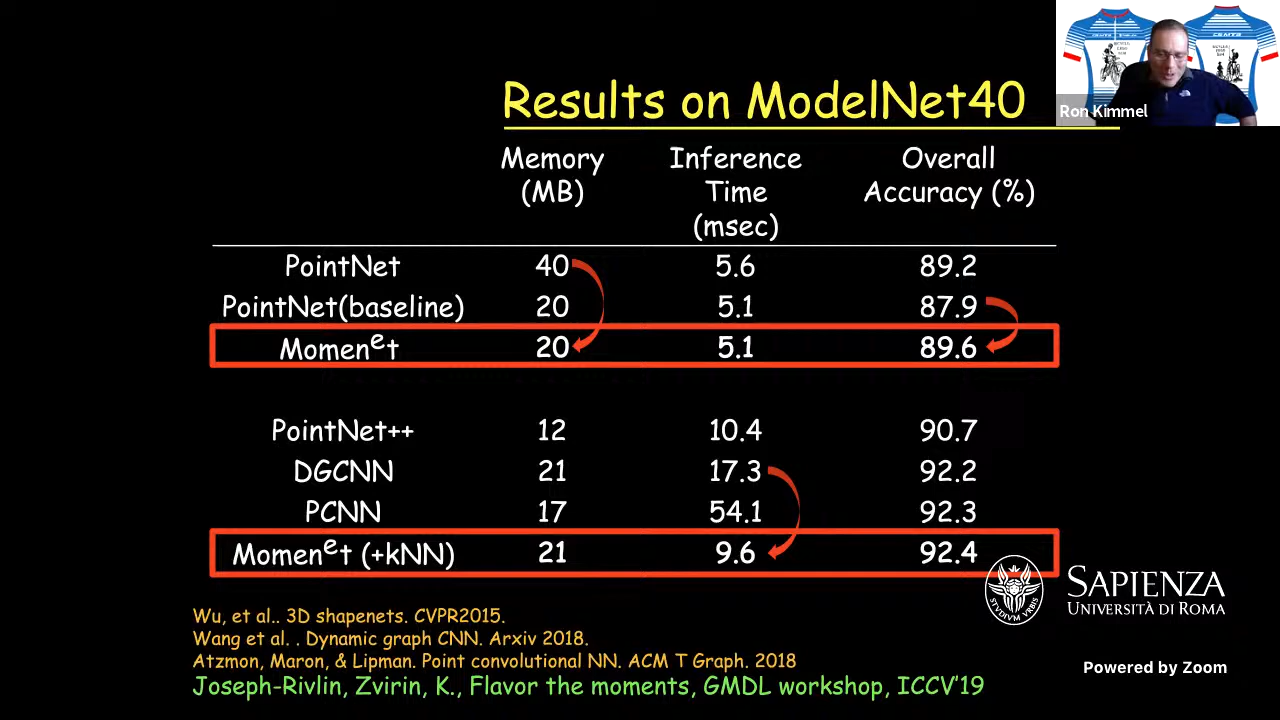 Results on ModelNet40
Ron Kimmel
Memory (MB) Inference Time (msec) Overall Accuracy (%)
PointNet 40 5.6 89.2
PointNet(baseline) 20 5.1 87.9
Momenet 20 5.1 89.6
PointNet++ 12 10.4 90.7
DGCNN 21 17.3 92.2
PCNN 17 54.1 92.3
Momenet (+kNN) 21 9.6 92.4
SAPIENZA
UNIVERSITÀ DI ROMA
STVDIVM VRBIS
Wu, et al.. 3D shapenets. CVPR2015.
Wang et al. . Dynamic graph CNN. Arxiv 2018.
Atzmon, Maron, & Lipman. Point convolutional NN. ACM T Graph. 2018
Joseph-Rivlin, Zvirin, K., Flavor the moments, GMDL workshop, ICCV'19
Powered by Zoom